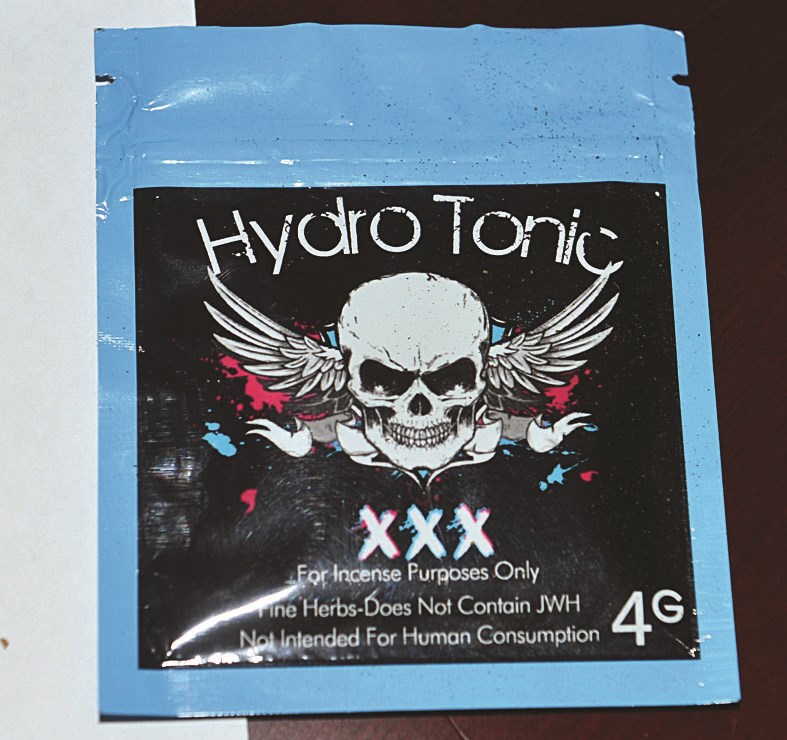 Hydro Tonic
XXX
For Incense Purposes Only
Fine Herbs-Does Not Contain JWH
Not Intended For Human Consumption
4G